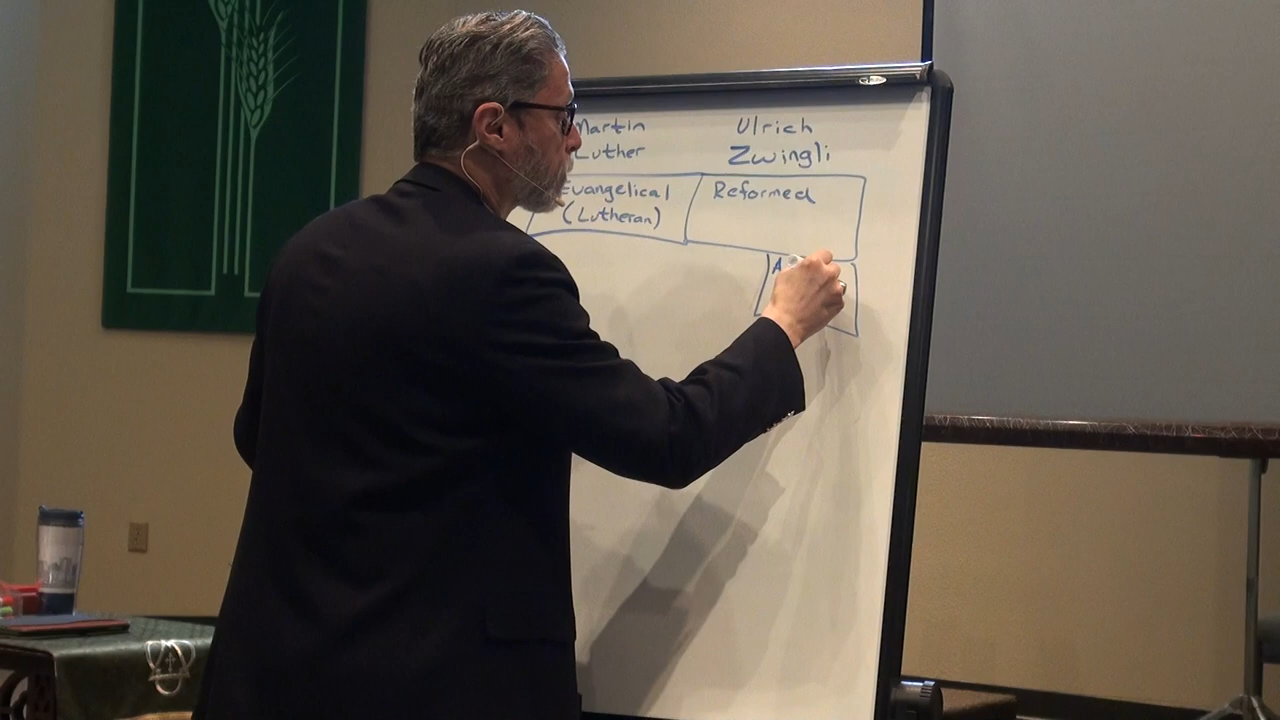 Martin
Luther
Ulrich
Zwingli
Evangelical
(Lutheran)
Reformed
A